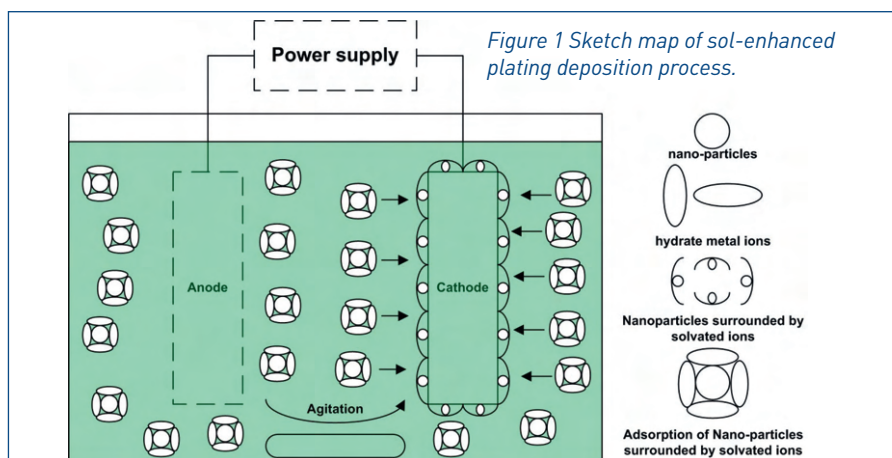 Power supply
Figure 1 Sketch map of sol-enhanced
plating deposition process.
Anode
Cathode
Agitation
nano-particles
hydrate metal ions
Nanoparticles surrounded by
solvated ions
Adsorption of Nano-particles
surrounded by solvated ions